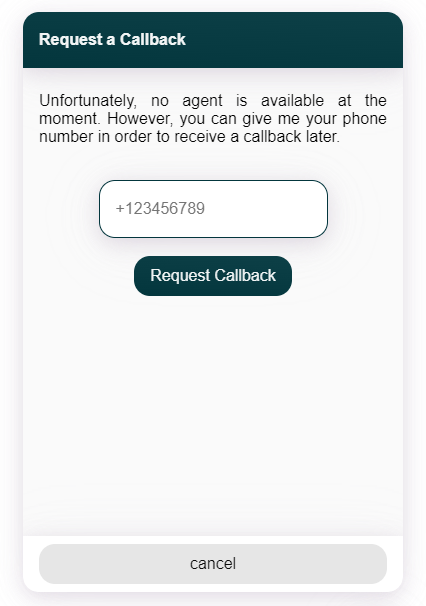 Request a Callback
Unfortunately, no agent is available at the
moment. However, you can give me your phone
number in order to receive a callback later.
+123456789
Request Callback
cancel